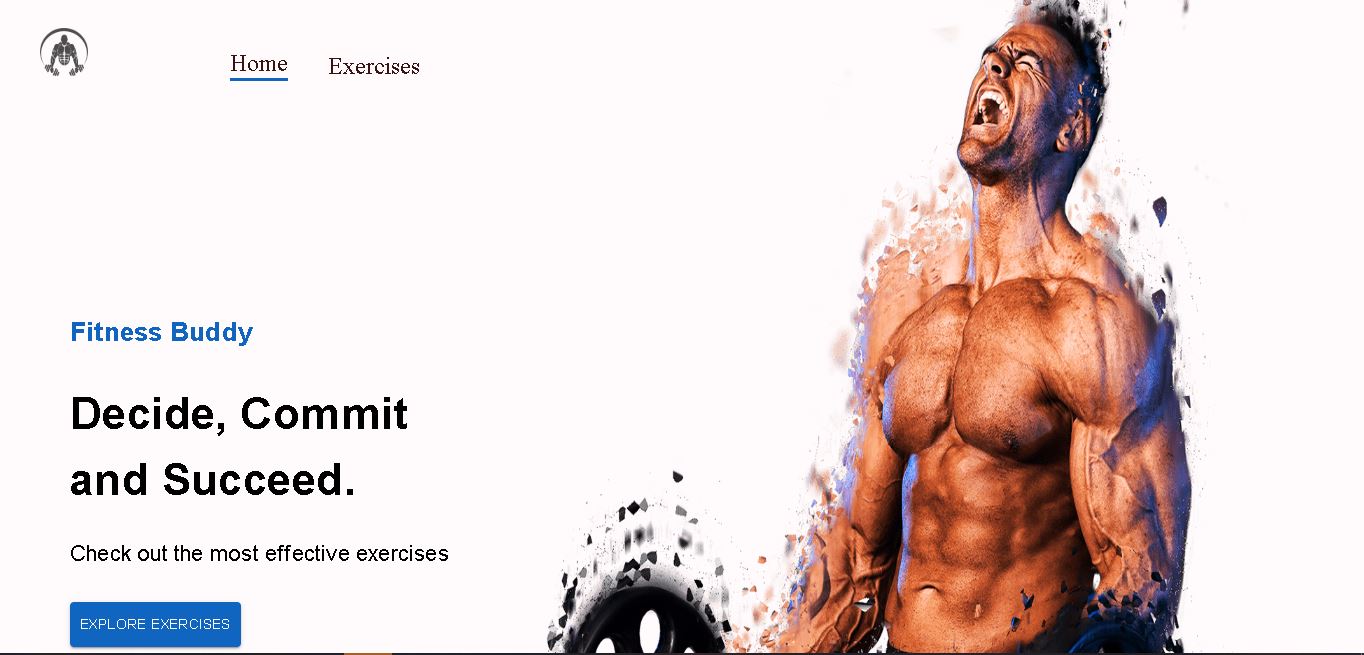 Home
Exercises
Fitness Buddy
Decide, Commit
and Succeed.
Check out the most effective exercises
EXPLORE EXERCISES